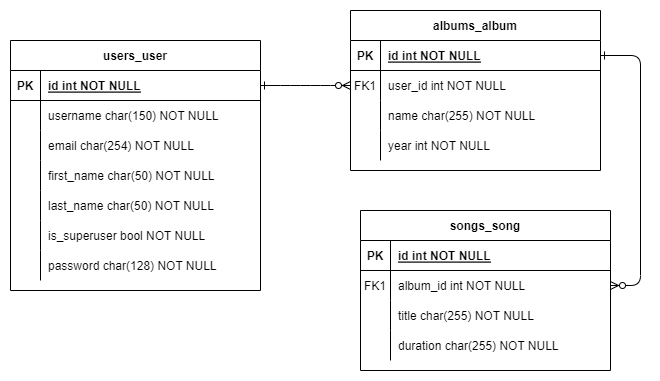 users_user
PK id int NOT NULL
username char(150) NOT NULL
email char(254) NOT NULL
first_name char(50) NOT NULL
last_name char(50) NOT NULL
is_superuser bool NOT NULL
password char(128) NOT NULL
albums_album
PK id int NOT NULL
FK1 user_id int NOT NULL
name char(255) NOT NULL
year int NOT NULL
songs_song
PK id int NOT NULL
FK1 album_id int NOT NULL
title char(255) NOT NULL
duration char(255) NOT NULL